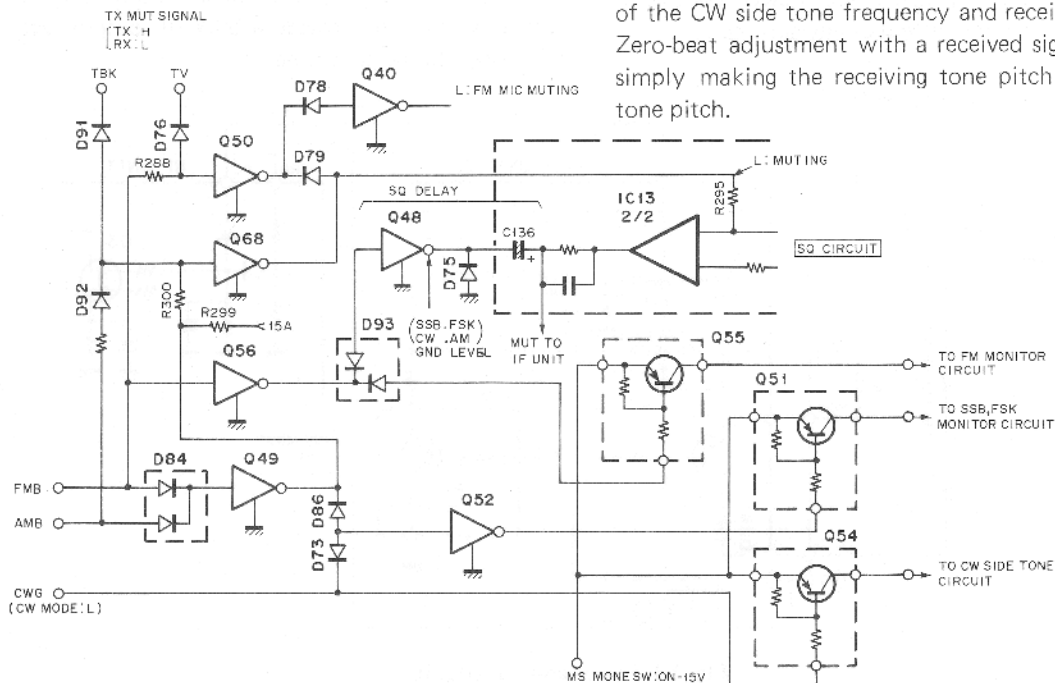 of the CW side tone frequency and recei
Zero-beat adjustment with a received sig
simply making the receiving tone pitch
tone pitch.
TX MUT SIGNAL
TX:H
RX:L
TBK
TV
D91
D76
R288
Q50
D78
Q40
L:FM MIC MUTING
D79
L:MUTING
SQ DELAY
Q48
C136
+
IC13
2/2
R295
SQ CIRCUIT
Q68
D92
R300
R299
15A
D75
(SSB.FSK)
(CW .AM)
GND LEVEL
MUT TO
IF UNIT
Q56
D93
Q55
TO FM MONITOR
CIRCUIT
Q51
TO SSB,FSK
MONITOR CIRCUIT
D84
Q49
FMB
AMB
D86
D73
Q52
Q54
TO CW SIDE TONE
CIRCUIT
CWG
(CW MODE:L)
MS MONE SW:ON-15V